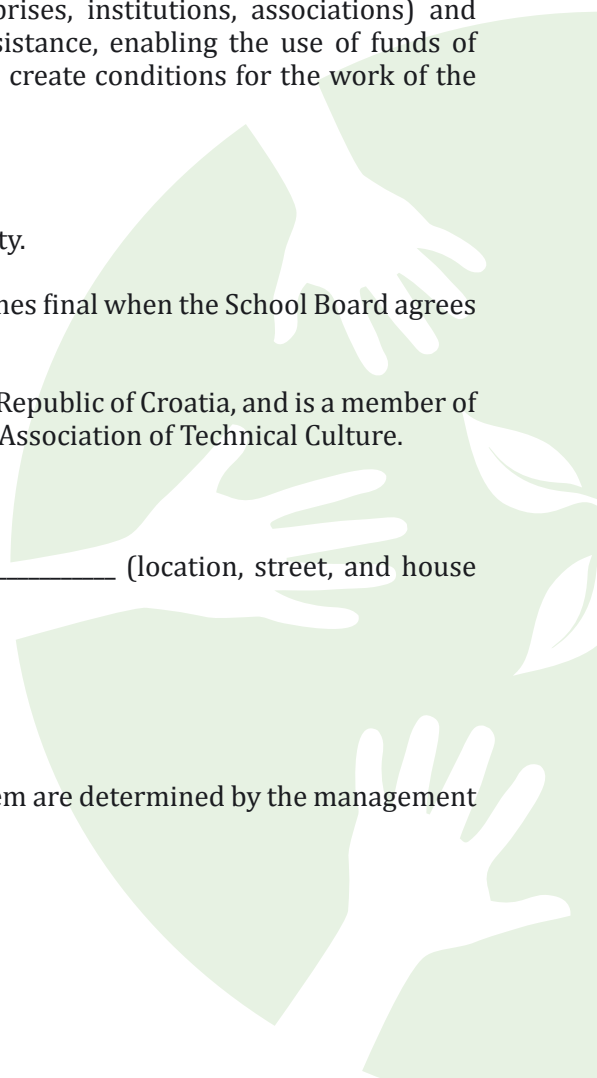 prises, institutions, associations) and
sistance, enabling the use of funds of
create conditions for the work of the
ty.
nes final when the School Board agrees
Republic of Croatia, and is a member of
Association of Technical Culture.
___________ (location, street, and house
em are determined by the management